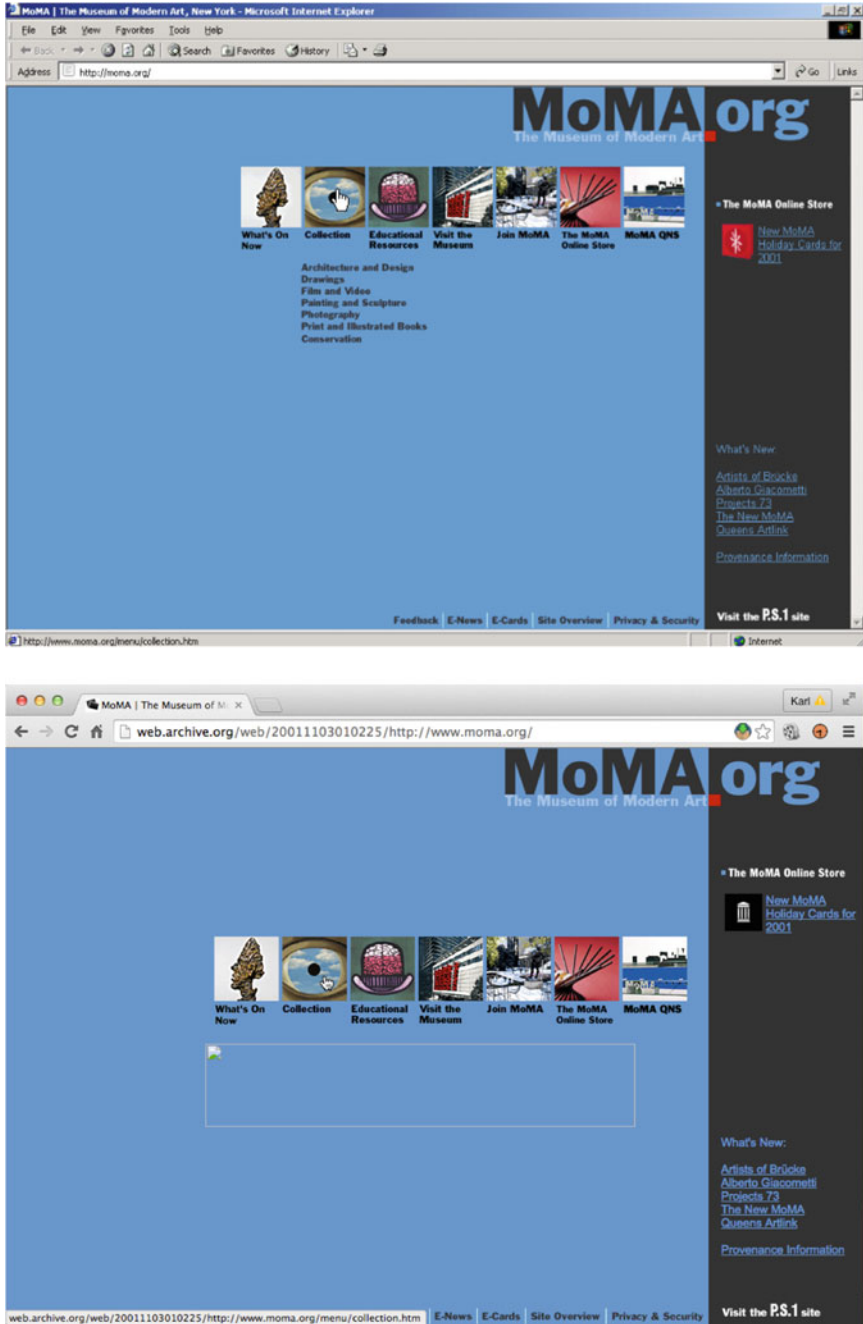 MoMA | The Museum of Modern Art, New York - Microsoft Internet Explorer
File Edit View Favorites Tools Help
Back Search Favorites History
Address http://moma.org/ Go Links
MoMA.org
The Museum of Modern Art
What's On Now
Collection
Educational Resources
Visit the Museum
Join MoMA
The MoMA Online Store
MoMA QNS
Architecture and Design
Drawings
Film and Video
Painting and Sculpture
Photography
Print and Illustrated Books
Conservation
The MoMA Online Store
New MoMA
Holiday Cards for
2001
What's New:
Artists of Brücke
Alberto Giacometti
Projects 73
The New MoMA
Queens Artlink
Provenance Information
Feedback E-News E-Cards Site Overview Privacy & Security
Visit the P.S.1 site
http://www.moma.org/menu/collection.htm Internet
MoMA | The Museum of M Karl
web.archive.org/web/20011103010225/http://www.moma.org/
MoMA.org
The Museum of Modern Art
What's On Now
Collection
Educational Resources
Visit the Museum
Join MoMA
The MoMA Online Store
MoMA QNS
MoMA
The MoMA Online Store
New MoMA
Holiday Cards for
2001
What's New:
Artists of Brücke
Alberto Giacometti
Projects 73
The New MoMA
Queens Artlink
Provenance Information
web.archive.org/web/20011103010225/http://www.moma.org/menu/collection.htm E-News E-Cards Site Overview Privacy & Security
Visit the P.S.1 site